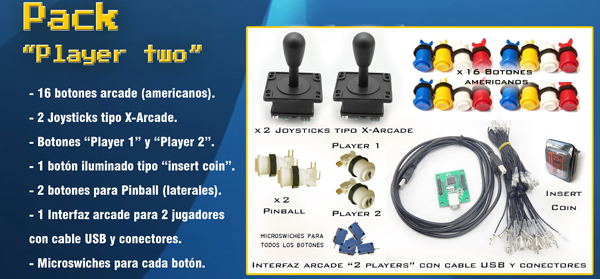 Pack
"Player two"
- 16 botones arcade (americanos).
- 2 Joysticks tipo X-Arcade.
- Botones “Player 1” y “Player 2”.
- 1 botón iluminado tipo “insert coin”.
- 2 botones para Pinball (laterales).
- 1 Interfaz arcade para 2 jugadores
con cable USB y conectores.
- Microswiches para cada botón.
x 16 Botones
americanos
x 2 Joysticks tipo X-Arcade
Player 1
x 2
Pinball
Player 2
Insert
Coin
Microswiches para
todos los botones
Interfaz arcade “2 players” con cable USB y conectores